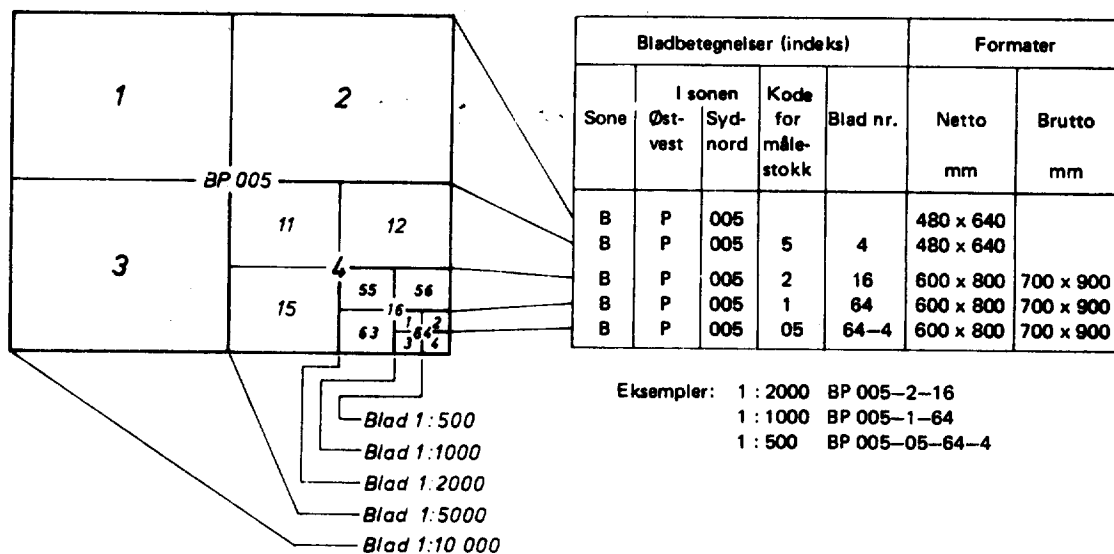 1
2
BP 005
3
4
11
12
15
16
55
56
63
64
1
2
3
4
Blad 1:500
Blad 1:1000
Blad 1:2000
Blad 1:5000
Blad 1:10 000
Bladbetegnelser (indeks) Formater
Sone I sonen Kode for måle-stokk Blad nr. Netto mm Brutto mm
Øst-vest Syd-nord
B P 005 480 x 640
B P 005 5 4 480 x 640
B P 005 2 16 600 x 800 700 x 900
B P 005 1 64 600 x 800 700 x 900
B P 005 05 64–4 600 x 800 700 x 900
Eksempler: 1 : 2000 BP 005–2–16
1 : 1000 BP 005–1–64
1 : 500 BP 005–05–64–4